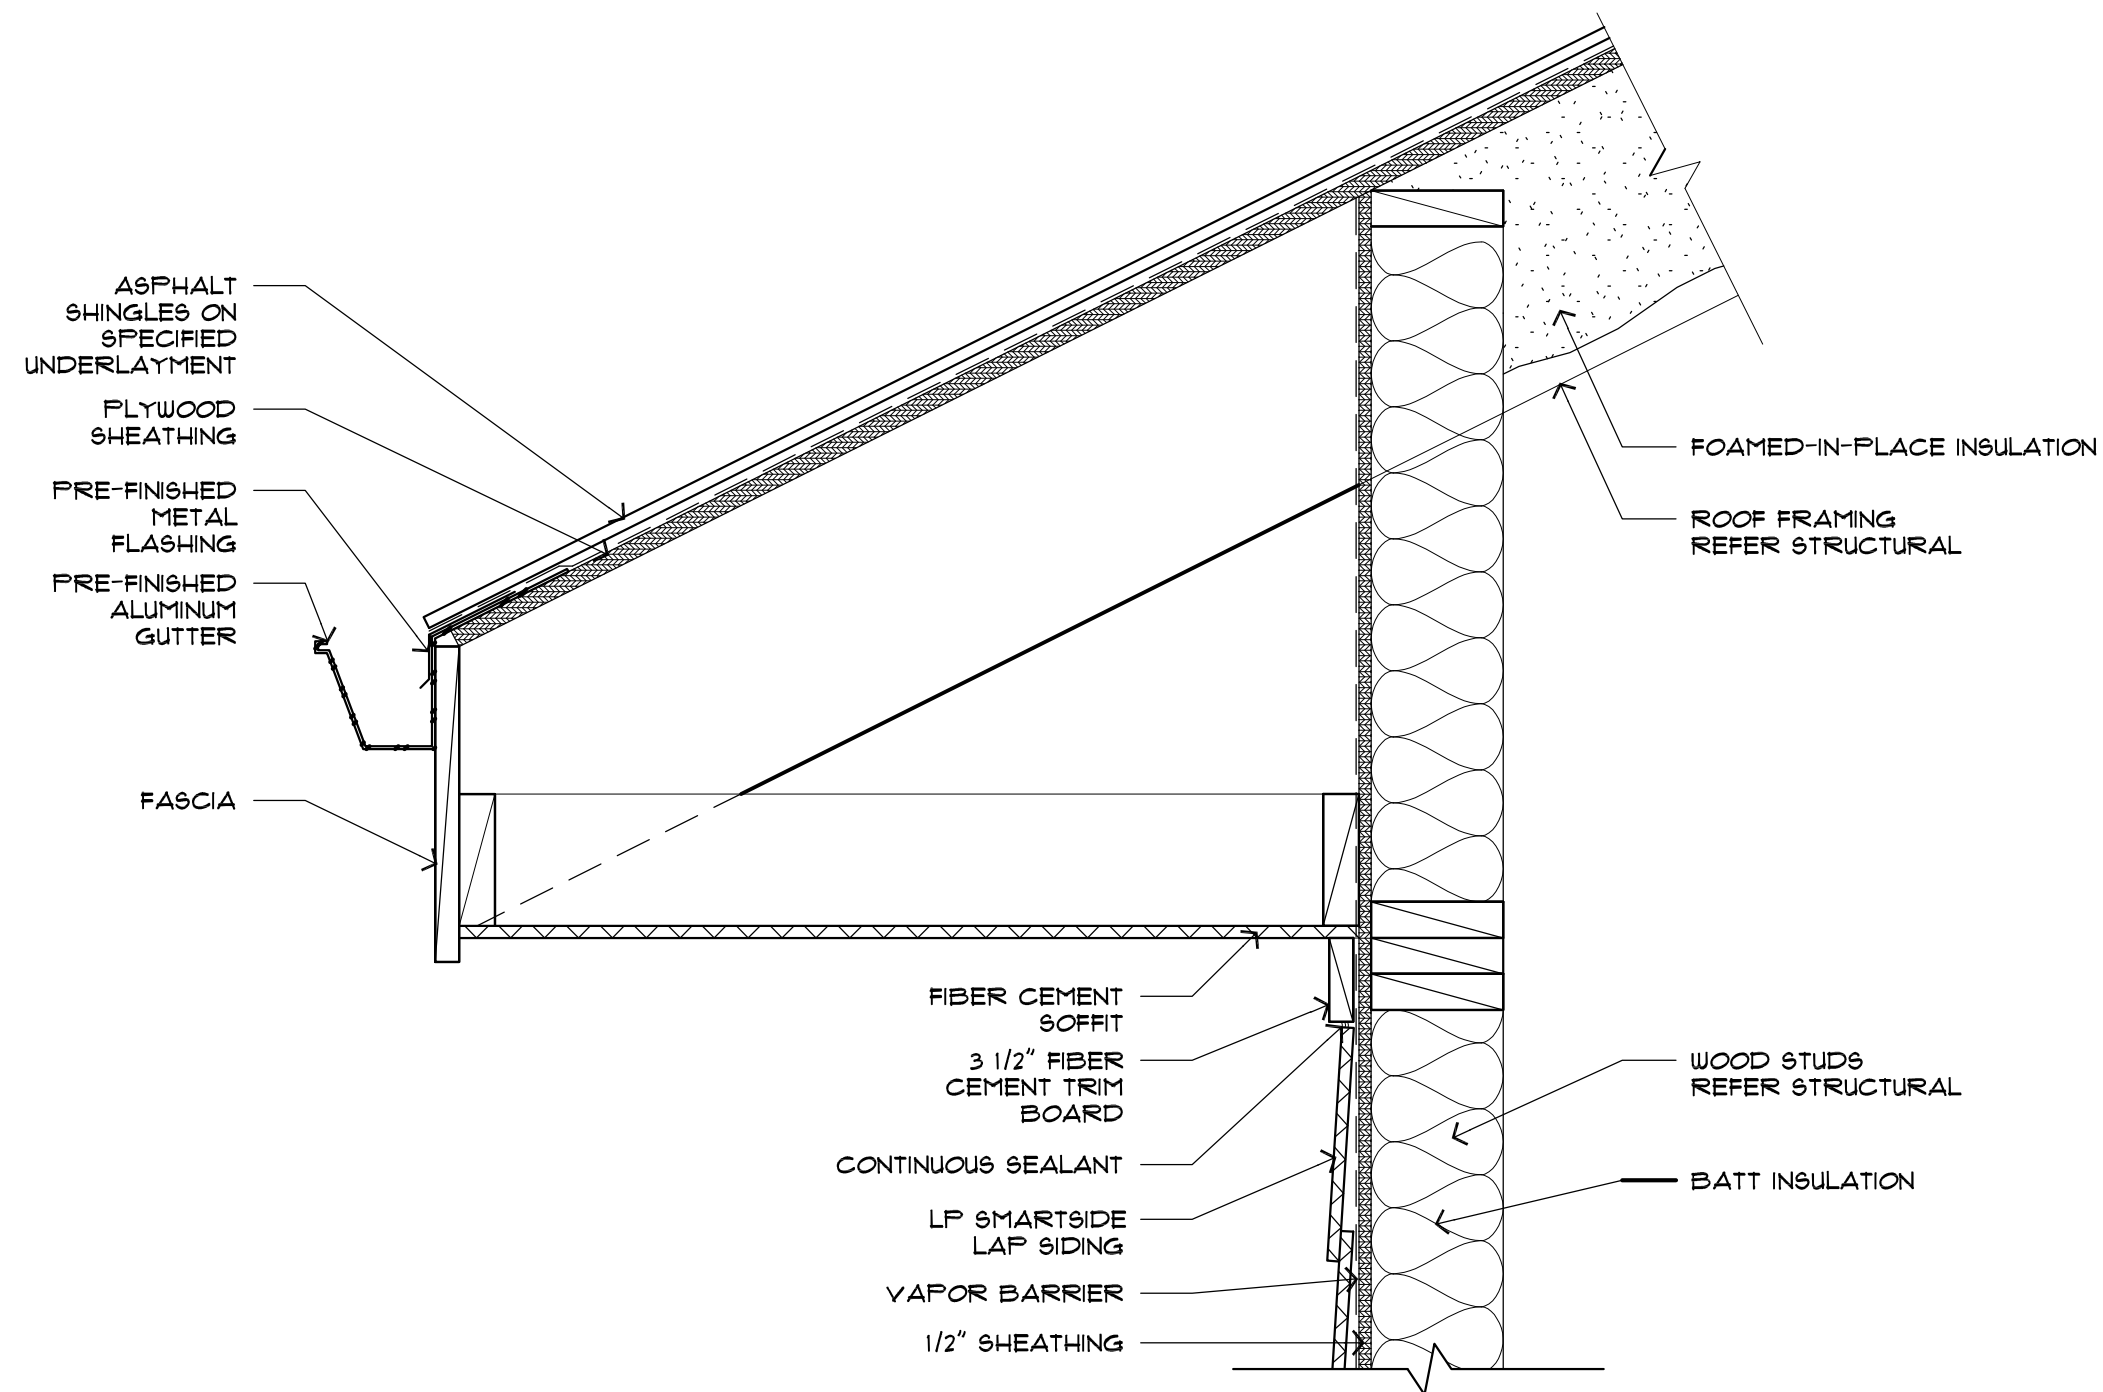 ASPHALT
SHINGLES ON
SPECIFIED
UNDERLAYMENT
PLYWOOD
SHEATHING
PRE-FINISHED
METAL
FLASHING
PRE-FINISHED
ALUMINUM
GUTTER
FASCIA
FOAMED-IN-PLACE INSULATION
ROOF FRAMING
REFER STRUCTURAL
FIBER CEMENT
SOFFIT
3 1/2" FIBER
CEMENT TRIM
BOARD
CONTINUOUS SEALANT
LP SMARTSIDE
LAP SIDING
VAPOR BARRIER
1/2" SHEATHING
WOOD STUDS
REFER STRUCTURAL
BATT INSULATION